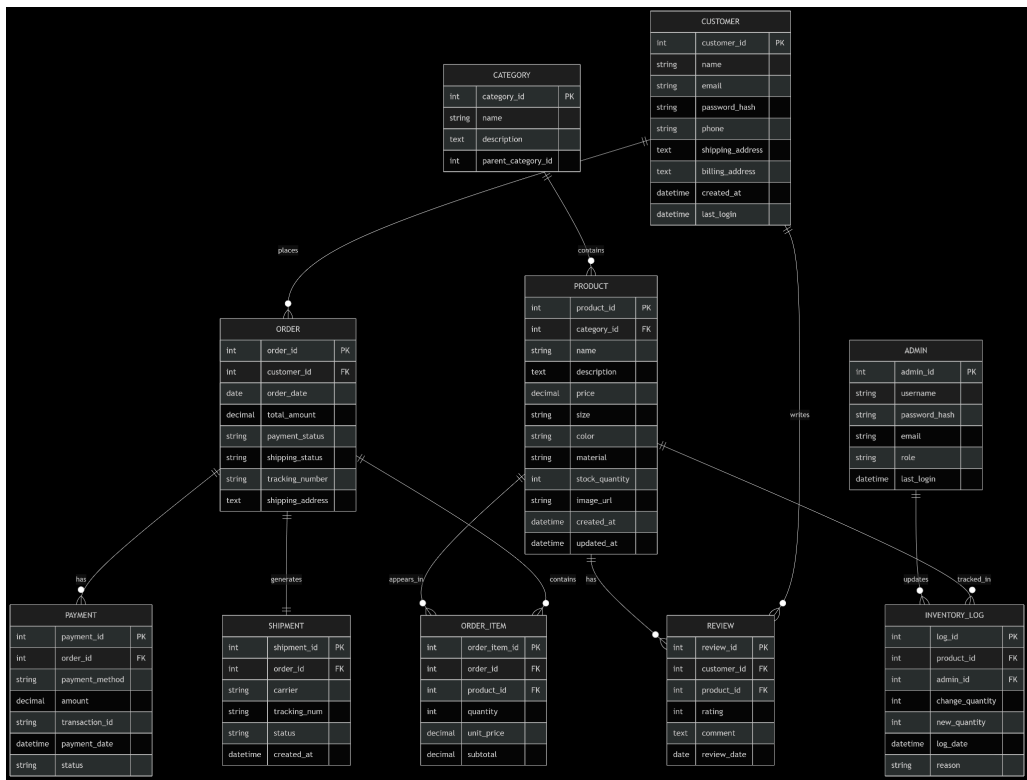 CUSTOMER
int customer_id PK
string name
string email
string password_hash
string phone
text shipping_address
text billing_address
datetime created_at
datetime last_login
CATEGORY
int category_id PK
string name
text description
int parent_category_id
places
contains
PRODUCT
int product_id PK
int category_id FK
string name
text description
decimal price
string size
string color
string material
int stock_quantity
string image_url
datetime created_at
datetime updated_at
ORDER
int order_id PK
int customer_id FK
date order_date
decimal total_amount
string payment_status
string shipping_status
string tracking_number
text shipping_address
ADMIN
int admin_id PK
string username
string password_hash
string email
string role
datetime last_login
writes
has
generates
appears_in
contains
has
updates
tracked_in
PAYMENT
int payment_id PK
int order_id FK
string payment_method
decimal amount
string transaction_id
datetime payment_date
string status
SHIPMENT
int shipment_id PK
int order_id FK
string carrier
string tracking_num
string status
datetime created_at
ORDER_ITEM
int order_item_id PK
int order_id FK
int product_id FK
int quantity
decimal unit_price
decimal subtotal
REVIEW
int review_id PK
int customer_id FK
int product_id FK
int rating
text comment
date review_date
INVENTORY_LOG
int log_id PK
int product_id FK
int admin_id FK
int change_quantity
int new_quantity
datetime log_date
string reason